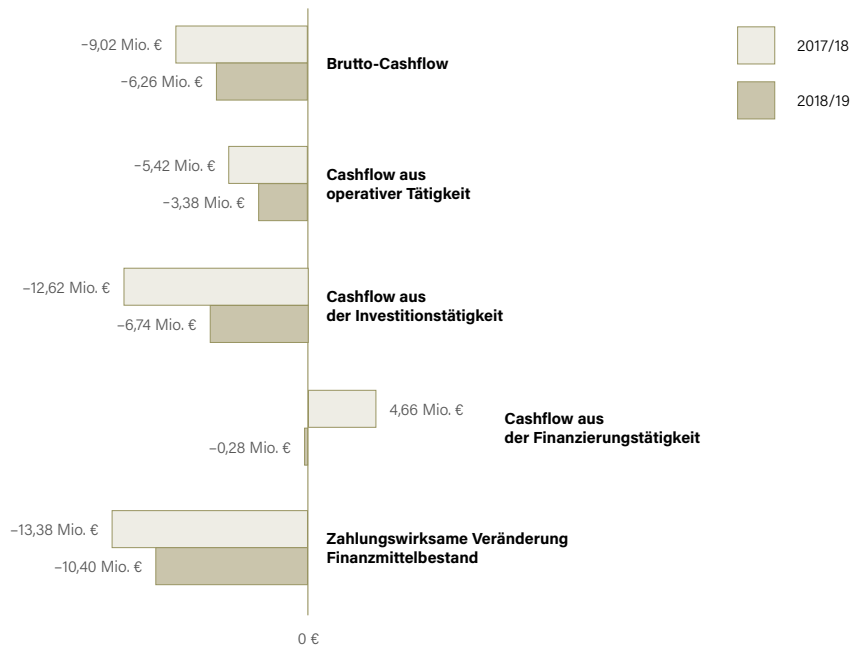 −9,02 Mio. €
−6,26 Mio. €
Brutto-Cashflow
2017/18
2018/19
−5,42 Mio. €
−3,38 Mio. €
Cashflow aus
operativer Tätigkeit
−12,62 Mio. €
−6,74 Mio. €
Cashflow aus
der Investitionstätigkeit
4,66 Mio. €
−0,28 Mio. €
Cashflow aus
der Finanzierungstätigkeit
−13,38 Mio. €
−10,40 Mio. €
Zahlungswirksame Veränderung
Finanzmittelbestand
0 €